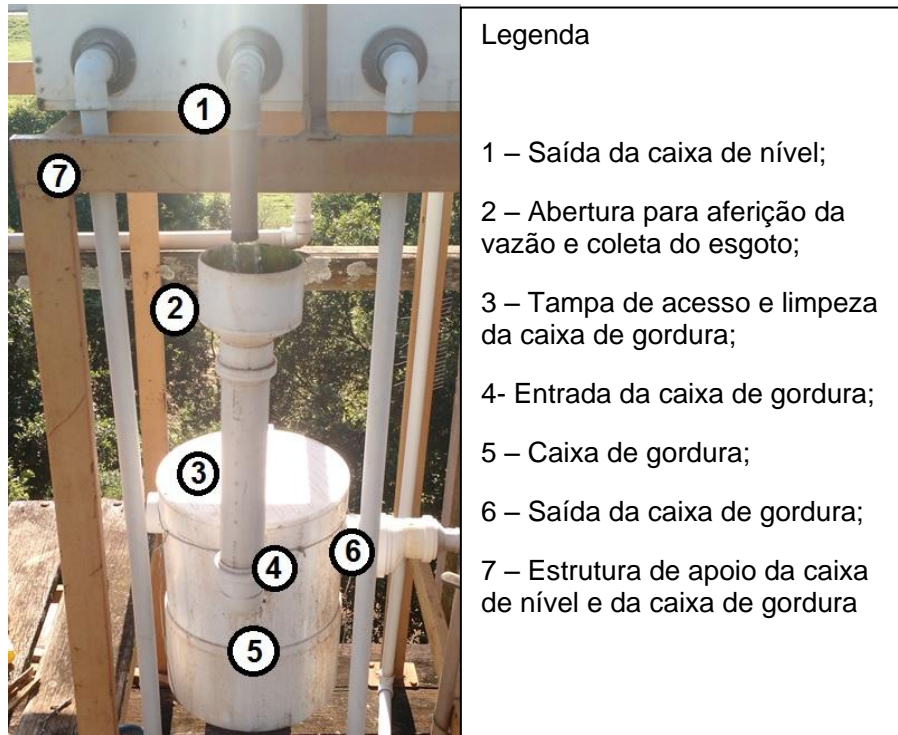 Legenda
1 – Saída da caixa de nível;
2 – Abertura para aferição da
vazão e coleta do esgoto;
3 – Tampa de acesso e limpeza
da caixa de gordura;
4- Entrada da caixa de gordura;
5 – Caixa de gordura;
6 – Saída da caixa de gordura;
7 – Estrutura de apoio da caixa
de nível e da caixa de gordura
1
7
2
3
4
6
5